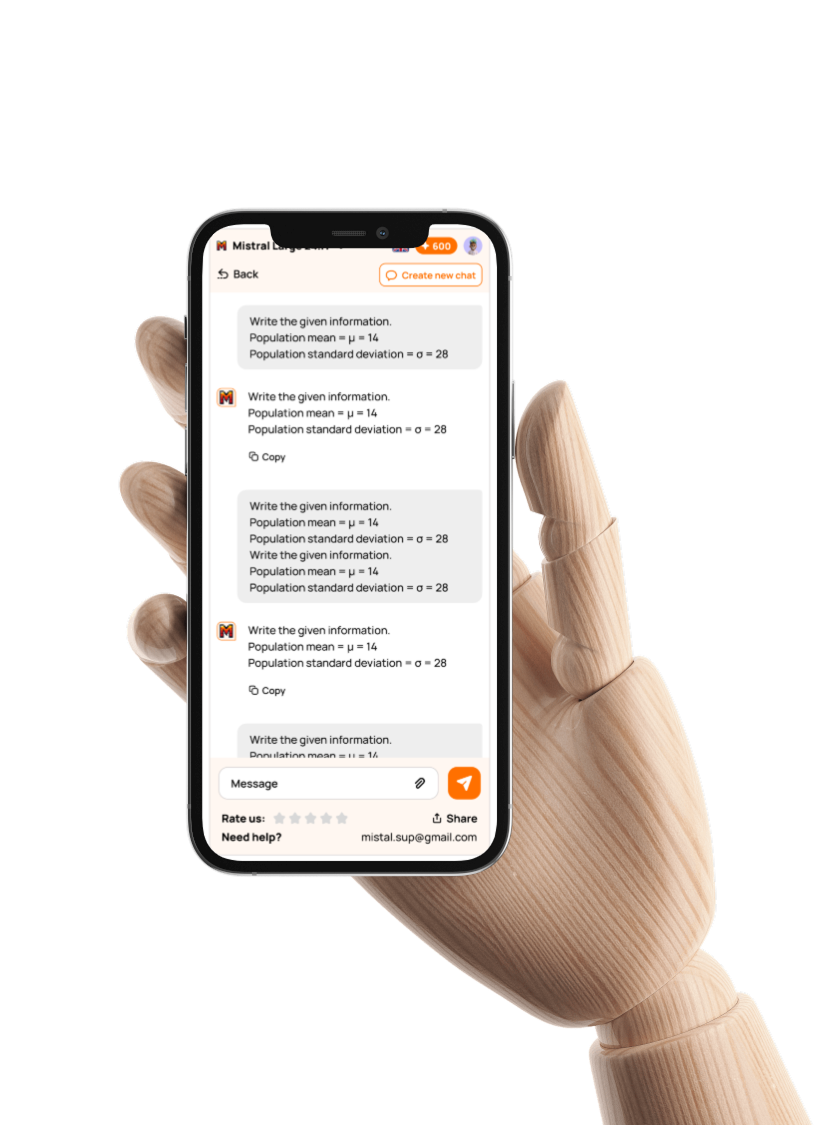 Mistral
600
Back
Create new chat
Write the given information.
Population mean = μ = 14
Population standard deviation = σ = 28
Write the given information.
Population mean = μ = 14
Population standard deviation = σ = 28
Copy
Write the given information.
Population mean = μ = 14
Population standard deviation = σ = 28
Write the given information.
Population mean = μ = 14
Population standard deviation = σ = 28
Write the given information.
Population mean = μ = 14
Population standard deviation = σ = 28
Copy
Write the given information.
Population mean = μ = 14
Message
Rate us:
Share
Need help?
mistal.sup@gmail.com